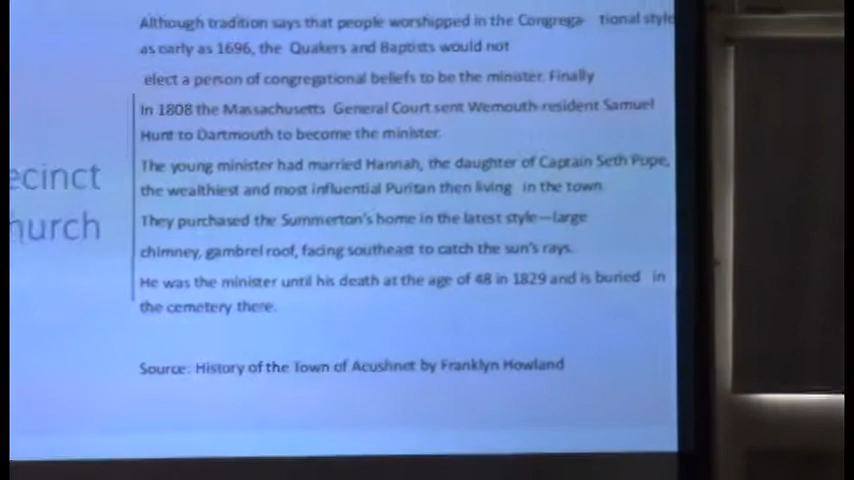 Although tradition says that people worshipped in the Congrega- tional style
as early as 1696, the Quakers and Baptists would not
elect a person of congregational beliefs to be the minister. Finally
In 1808 the Massachusetts General Court sent Wemouth resident Samuel
Hunt to Dartmouth to become the minister.
The young minister had married Hannah, the daughter of Captain Seth Pope,
the wealthiest and most influential Puritan then living in the town.
They purchased the Summerton's home in the latest style—large
chimney, gambrel roof, facing southeast to catch the sun's rays.
He was the minister until his death at the age of 48 in 1829 and is buried in
the cemetery there.
ecinct
hurch
Source: History of the Town of Acushnet by Franklyn Howland